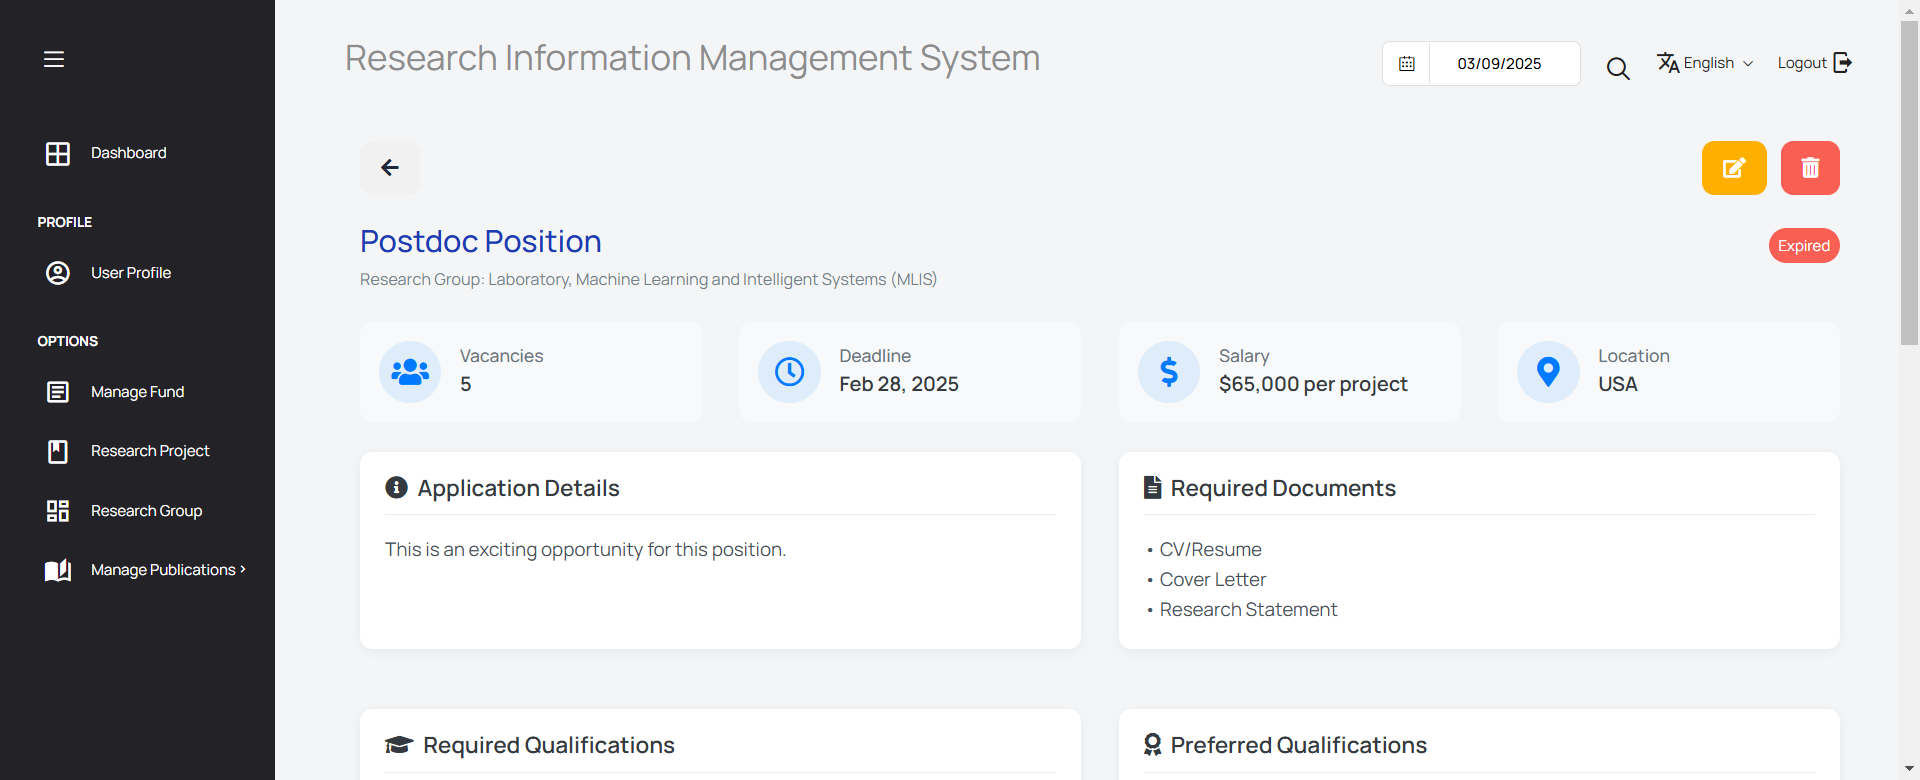 Research Information Management System
03/09/2025
English
Logout
Dashboard
PROFILE
User Profile
OPTIONS
Manage Fund
Research Project
Research Group
Manage Publications >
Postdoc Position
Expired
Research Group: Laboratory, Machine Learning and Intelligent Systems (MLIS)
Vacancies
5
Deadline
Feb 28, 2025
Salary
$65,000 per project
Location
USA
Application Details
This is an exciting opportunity for this position.
Required Documents
• CV/Resume
• Cover Letter
• Research Statement
Required Qualifications
Preferred Qualifications